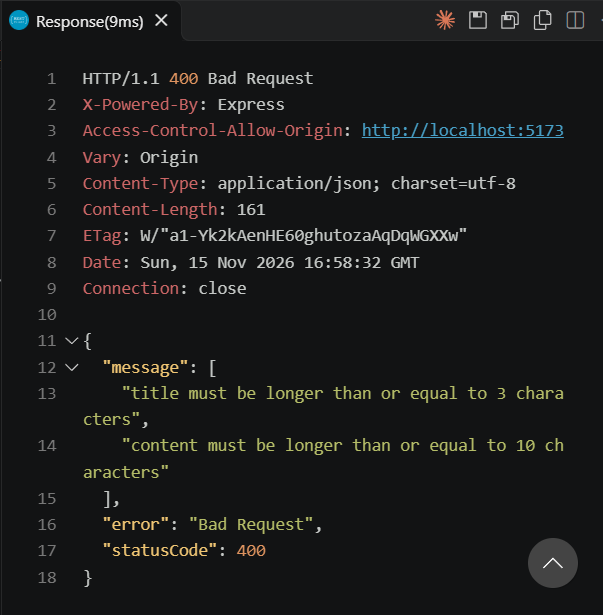 Response(9ms)
1 HTTP/1.1 400 Bad Request
2 X-Powered-By: Express
3 Access-Control-Allow-Origin: http://localhost:5173
4 Vary: Origin
5 Content-Type: application/json; charset=utf-8
6 Content-Length: 161
7 ETag: W/"a1-Yk2kAenHE60ghutozaAqDqWGXXw"
8 Date: Sun, 15 Nov 2026 16:58:32 GMT
9 Connection: close
10
11 {
12 "message": [
13 "title must be longer than or equal to 3 chara
cters",
14 "content must be longer than or equal to 10 ch
aracters"
15 ],
16 "error": "Bad Request",
17 "statusCode": 400
18 }